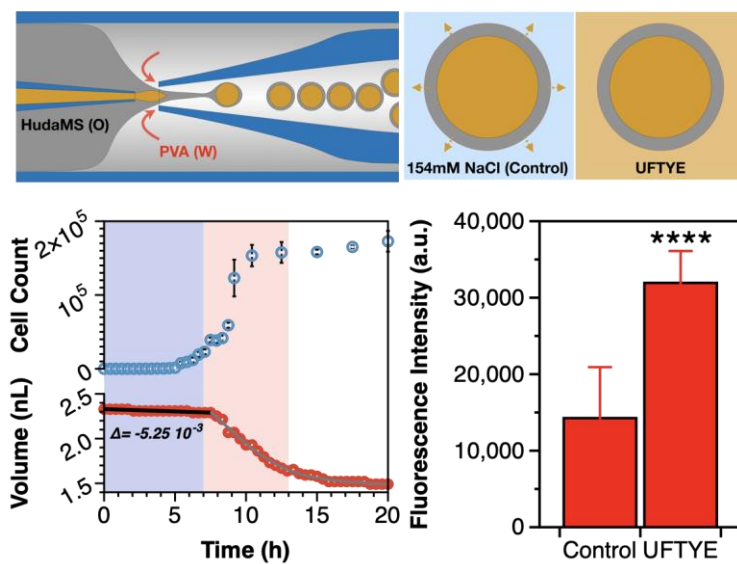 HudaMS (O)
PVA (W)
154mM NaCl (Control)
UFTYE
Cell Count
2×10⁵
10⁵
0
Volume (nL)
2.5
2.0
1.5
Δ= -5.25 10⁻³
0 5 10 15 20
Time (h)
Fluorescence Intensity (a.u.)
40,000
30,000
20,000
10,000
0
****
Control UFTYE